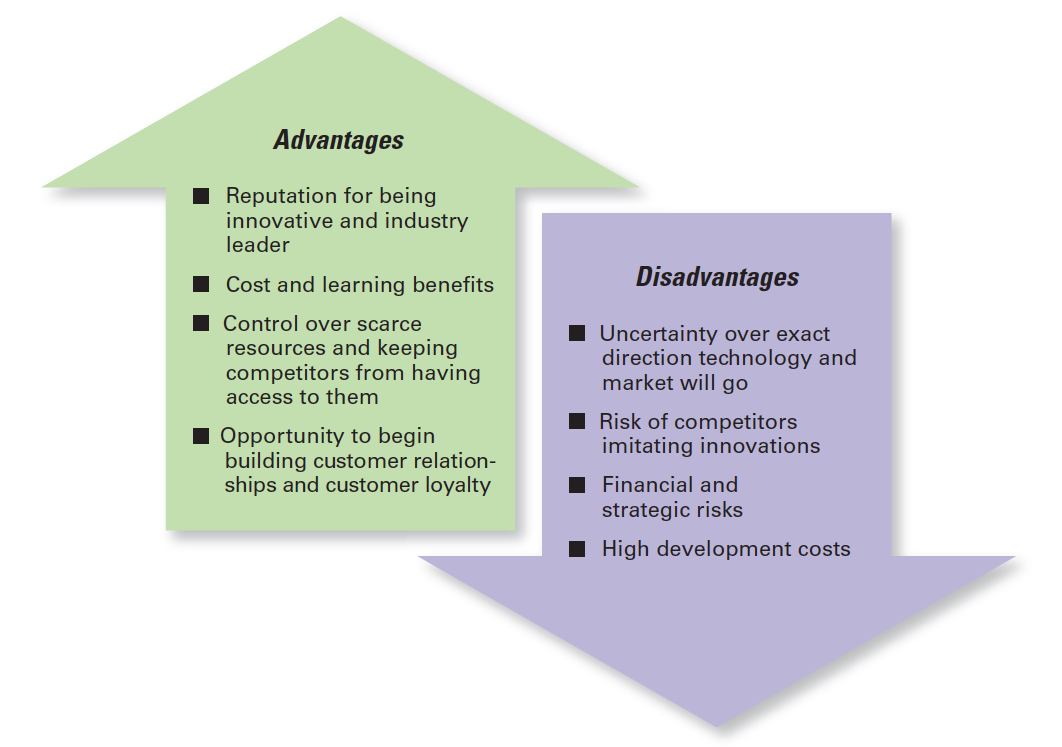 Advantages
■ Reputation for being
innovative and industry
leader
■ Cost and learning benefits
■ Control over scarce
resources and keeping
competitors from having
access to them
■ Opportunity to begin
building customer relation-
ships and customer loyalty
Disadvantages
■ Uncertainty over exact
direction technology and
market will go
■ Risk of competitors
imitating innovations
■ Financial and
strategic risks
■ High development costs